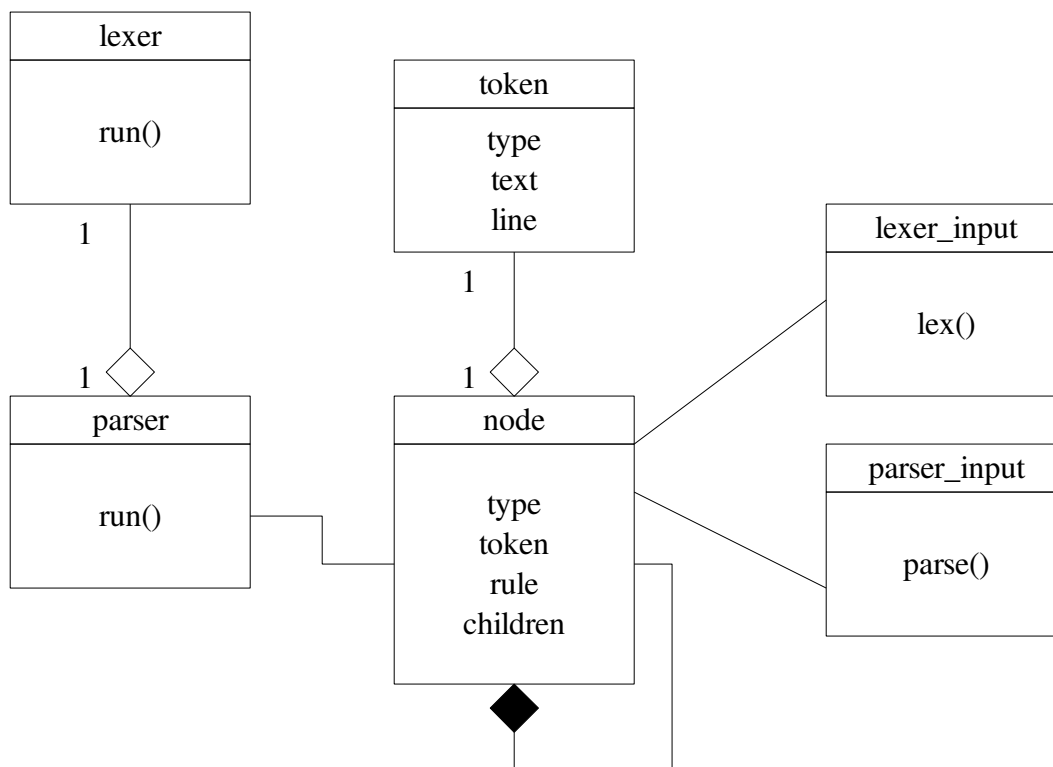 lexer
run()
1
1
parser
run()
token
type
text
line
1
1
node
type
token
rule
children
lexer_input
lex()
parser_input
parse()